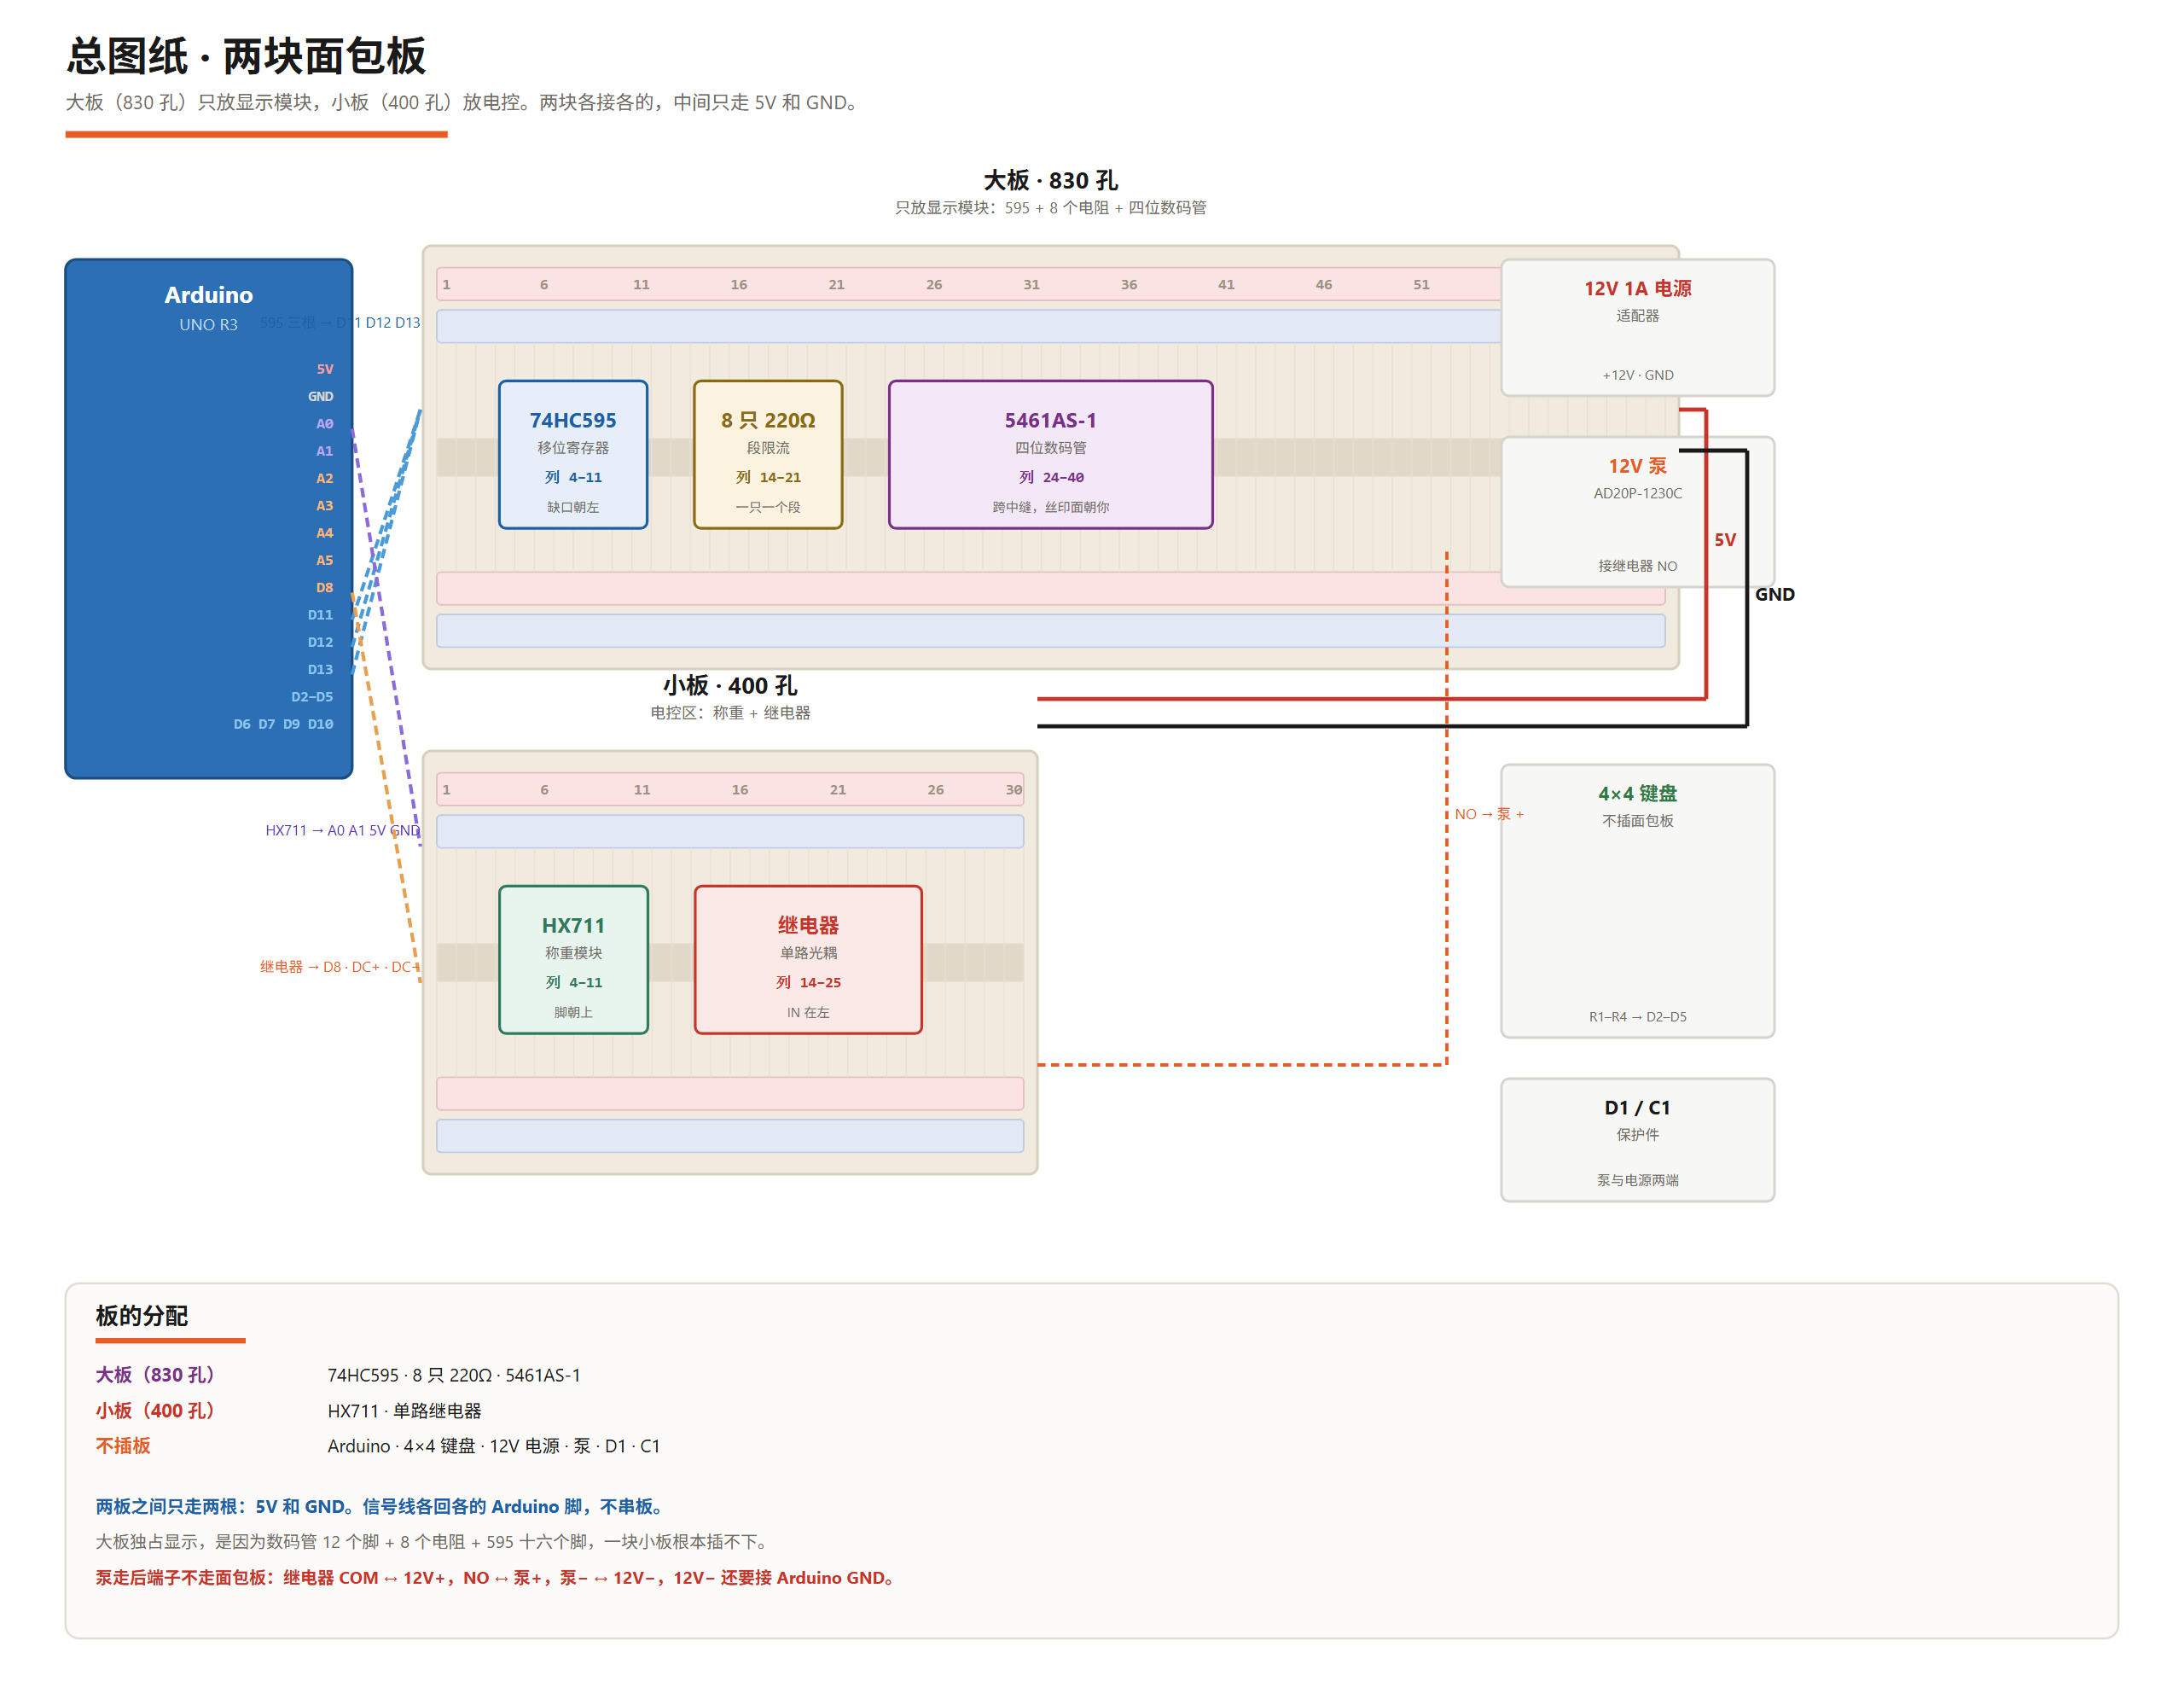 总图纸 · 两块面包板
大板（830 孔）只放显示模块，小板（400 孔）放电控。两块各接各的，中间只走 5V 和 GND。
大板 · 830 孔
只放显示模块：595 + 8 个电阻 + 四位数码管
Arduino
UNO R3
595 三根 → D11 D12 D13
5V
GND
A0
A1
A2
A3
A4
A5
D8
D11
D12
D13
D2–D5
D6 D7 D9 D10
1 6 11 16 21 26 31 36 41 46 51
74HC595
移位寄存器
列 4–11
缺口朝左
8 只 220Ω
段限流
列 14–21
一只一个段
5461AS-1
四位数码管
列 24–40
跨中缝，丝印面朝你
12V 1A 电源
适配器
+12V · GND
12V 泵
AD20P-1230C
接继电器 NO
5V
GND
小板 · 400 孔
电控区：称重 + 继电器
1 6 11 16 21 26 30
HX711 → A0 A1 5V GND
继电器 → D8 · DC+ · DC-
HX711
称重模块
列 4–11
脚朝上
继电器
单路光耦
列 14–25
IN 在左
NO → 泵 +
4×4 键盘
不插面包板
R1–R4 → D2–D5
D1 / C1
保护件
泵与电源两端
板的分配
大板（830 孔） 74HC595 · 8 只 220Ω · 5461AS-1
小板（400 孔） HX711 · 单路继电器
不插板 Arduino · 4×4 键盘 · 12V 电源 · 泵 · D1 · C1
两板之间只走两根：5V 和 GND。信号线各回各的 Arduino 脚，不串板。
大板独占显示，是因为数码管 12 个脚 + 8 个电阻 + 595 十六个脚，一块小板根本插不下。
泵走后端子不走面包板：继电器 COM ↔ 12V+，NO ↔ 泵+，泵− ↔ 12V−，12V− 还要接 Arduino GND。